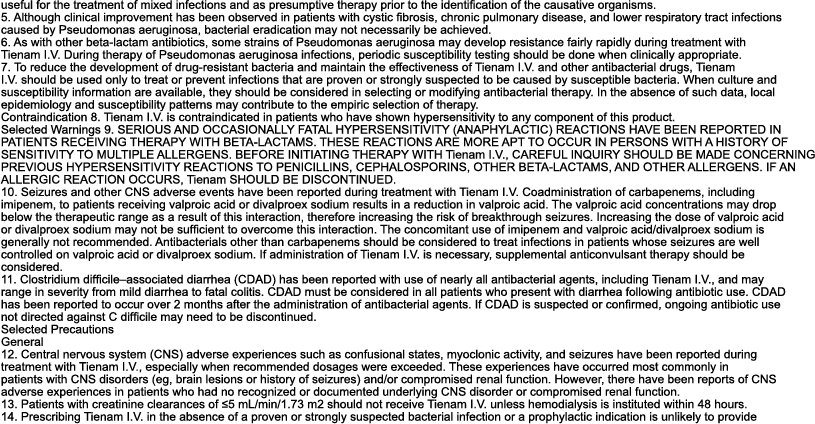 useful for the treatment of mixed infections and as presumptive therapy prior to the identification of the causative organisms.
5. Although clinical improvement has been observed in patients with cystic fibrosis, chronic pulmonary disease, and lower respiratory tract infections
caused by Pseudomonas aeruginosa, bacterial eradication may not necessarily be achieved.
6. As with other beta-lactam antibiotics, some strains of Pseudomonas aeruginosa may develop resistance fairly rapidly during treatment with
Tienam I.V. During therapy of Pseudomonas aeruginosa infections, periodic susceptibility testing should be done when clinically appropriate.
7. To reduce the development of drug-resistant bacteria and maintain the effectiveness of Tienam I.V. and other antibacterial drugs, Tienam
I.V. should be used only to treat or prevent infections that are proven or strongly suspected to be caused by susceptible bacteria. When culture and
susceptibility information are available, they should be considered in selecting or modifying antibacterial therapy. In the absence of such data, local
epidemiology and susceptibility patterns may contribute to the empiric selection of therapy.
Contraindication 8. Tienam I.V. is contraindicated in patients who have shown hypersensitivity to any component of this product.
Selected Warnings 9. SERIOUS AND OCCASIONALLY FATAL HYPERSENSITIVITY (ANAPHYLACTIC) REACTIONS HAVE BEEN REPORTED IN
PATIENTS RECEIVING THERAPY WITH BETA-LACTAMS. THESE REACTIONS ARE MORE APT TO OCCUR IN PERSONS WITH A HISTORY OF
SENSITIVITY TO MULTIPLE ALLERGENS. BEFORE INITIATING THERAPY WITH Tienam I.V., CAREFUL INQUIRY SHOULD BE MADE CONCERNING
PREVIOUS HYPERSENSITIVITY REACTIONS TO PENICILLINS, CEPHALOSPORINS, OTHER BETA-LACTAMS, AND OTHER ALLERGENS. IF AN
ALLERGIC REACTION OCCURS, Tienam SHOULD BE DISCONTINUED.
10. Seizures and other CNS adverse events have been reported during treatment with Tienam I.V. Coadministration of carbapenems, including
imipenem, to patients receiving valproic acid or divalproex sodium results in a reduction in valproic acid. The valproic acid concentrations may drop
below the therapeutic range as a result of this interaction, therefore increasing the risk of breakthrough seizures. Increasing the dose of valproic acid
or divalproex sodium may not be sufficient to overcome this interaction. The concomitant use of imipenem and valproic acid/divalproex sodium is
generally not recommended. Antibacterials other than carbapenems should be considered to treat infections in patients whose seizures are well
controlled on valproic acid or divalproex sodium. If administration of Tienam I.V. is necessary, supplemental anticonvulsant therapy should be
considered.
11. Clostridium difficile–associated diarrhea (CDAD) has been reported with use of nearly all antibacterial agents, including Tienam I.V., and may
range in severity from mild diarrhea to fatal colitis. CDAD must be considered in all patients who present with diarrhea following antibiotic use. CDAD
has been reported to occur over 2 months after the administration of antibacterial agents. If CDAD is suspected or confirmed, ongoing antibiotic use
not directed against C difficile may need to be discontinued.
Selected Precautions
General
12. Central nervous system (CNS) adverse experiences such as confusional states, myoclonic activity, and seizures have been reported during
treatment with Tienam I.V., especially when recommended dosages were exceeded. These experiences have occurred most commonly in
patients with CNS disorders (eg, brain lesions or history of seizures) and/or compromised renal function. However, there have been reports of CNS
adverse experiences in patients who had no recognized or documented underlying CNS disorder or compromised renal function.
13. Patients with creatinine clearances of ≤5 mL/min/1.73 m2 should not receive Tienam I.V. unless hemodialysis is instituted within 48 hours.
14. Prescribing Tienam I.V. in the absence of a proven or strongly suspected bacterial infection or a prophylactic indication is unlikely to provide